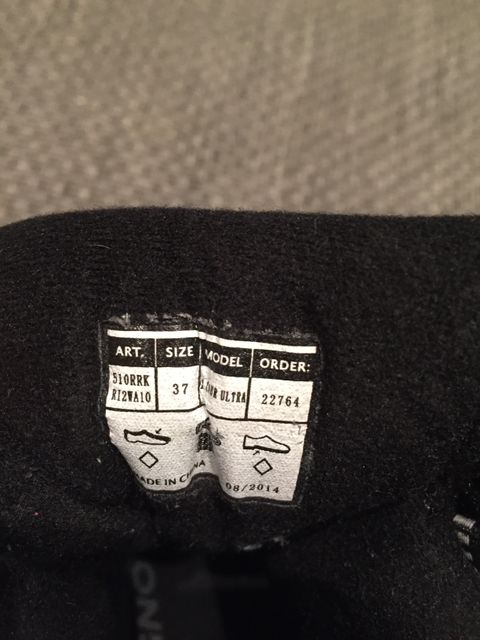 ART. SIZE MODEL ORDER:
510RRK
RI2WA10
37
ULTRA
22764
MADE IN CHINA
08/2014